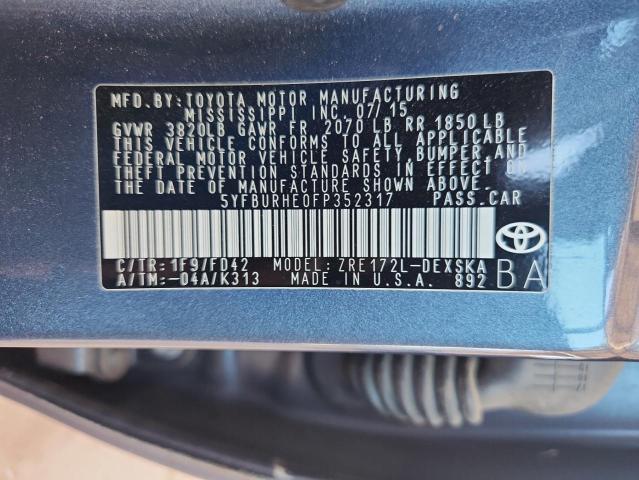 MFD.BY:TOYOTA MOTOR MANUFACTURING
MISSISSIPPI INC. 07/15
GVWR 3820LB GAWR FR 2070 LB RR 1850 LB
THIS VEHICLE CONFORMS TO ALL APPLICABLE
FEDERAL MOTOR VEHICLE SAFETY, BUMPER, AND
THEFT PREVENTION STANDARDS IN EFFECT ON
THE DATE OF MANUFACTURE SHOWN ABOVE.
5YFBURHE0FP352317 PASS.CAR
C/TR:1F9/FD42 MODEL: ZRE172L-DEXSKA
A/TM:-04A/K313 MADE IN U.S.A. 892
BA